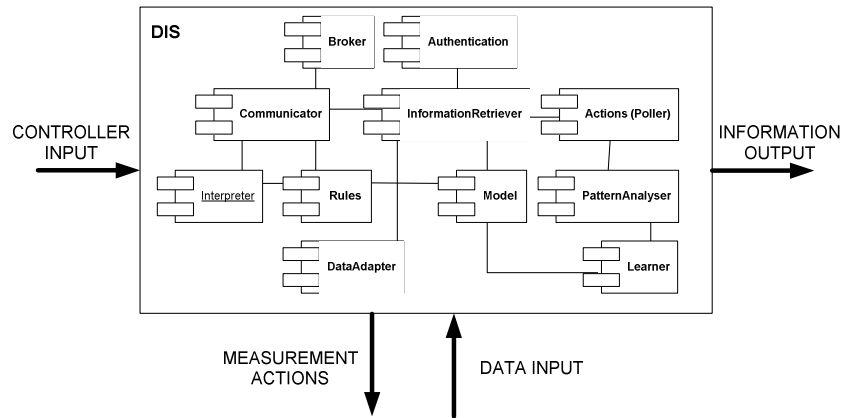 DIS
Broker
Authentication
Communicator
InformationRetriever
Actions (Poller)
CONTROLLER
INPUT
INFORMATION
OUTPUT
Interpreter
Rules
Model
PatternAnalyser
DataAdapter
Learner
MEASUREMENT
ACTIONS
DATA INPUT